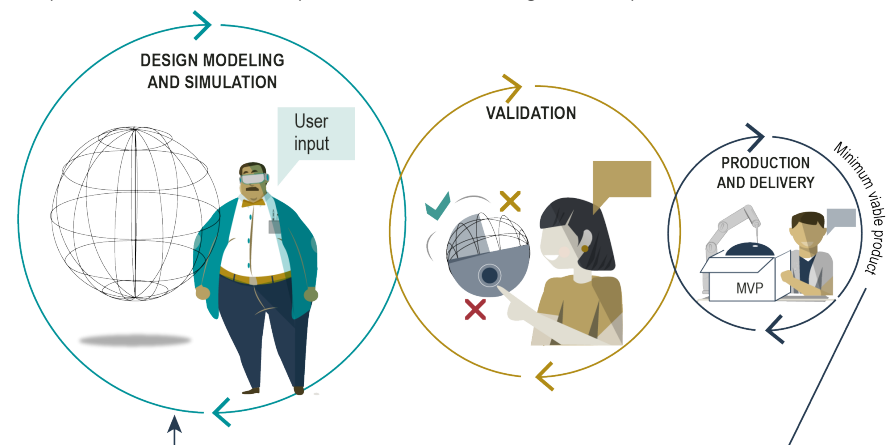 DESIGN MODELING
AND SIMULATION
User
input
VALIDATION
PRODUCTION
AND DELIVERY
MVP
Minimum viable product